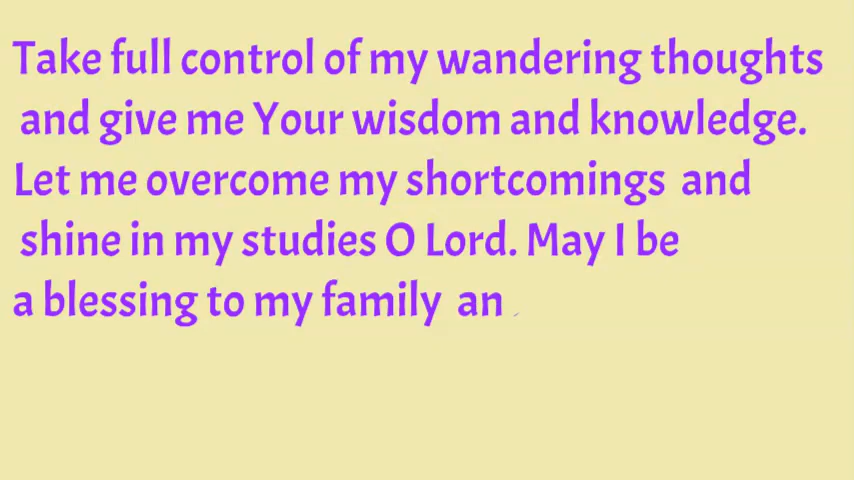 Take full control of my wandering thoughts
and give me Your wisdom and knowledge.
Let me overcome my shortcomings and
shine in my studies O Lord. May I be
a blessing to my family an